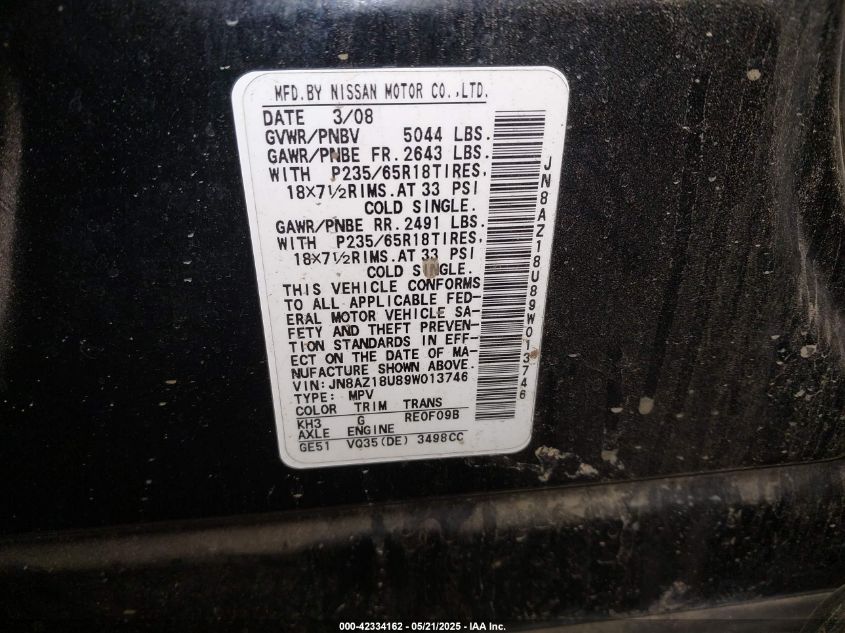 MFD.BY NISSAN MOTOR CO.,LTD.
DATE 3/08
GVWR/PNBV 5044 LBS.
GAWR/PNBE FR.2643 LBS.
WITH P235/65R18TIRES,
18×7½RIMS.AT 33 PSI
COLD SINGLE.
GAWR/PNBE RR.2491 LBS.
WITH P235/65R18TIRES,
18×7½RIMS.AT 33 PSI
COLD SINGLE.
THIS VEHICLE CONFORMS
TO ALL APPLICABLE FED-
ERAL MOTOR VEHICLE SA-
FETY AND THEFT PREVEN-
TION STANDARDS IN EFF-
ECT ON THE DATE OF MA-
NUFACTURE SHOWN ABOVE.
VIN:JN8AZ18U89W013746
TYPE: MPV
COLOR TRIM TRANS
KH3 G RE0F09B
AXLE ENGINE
GE51 VQ35(DE) 3498CC
JN8AZ18U89W013746
000-42334162 - 05/21/2025 - IAA Inc.